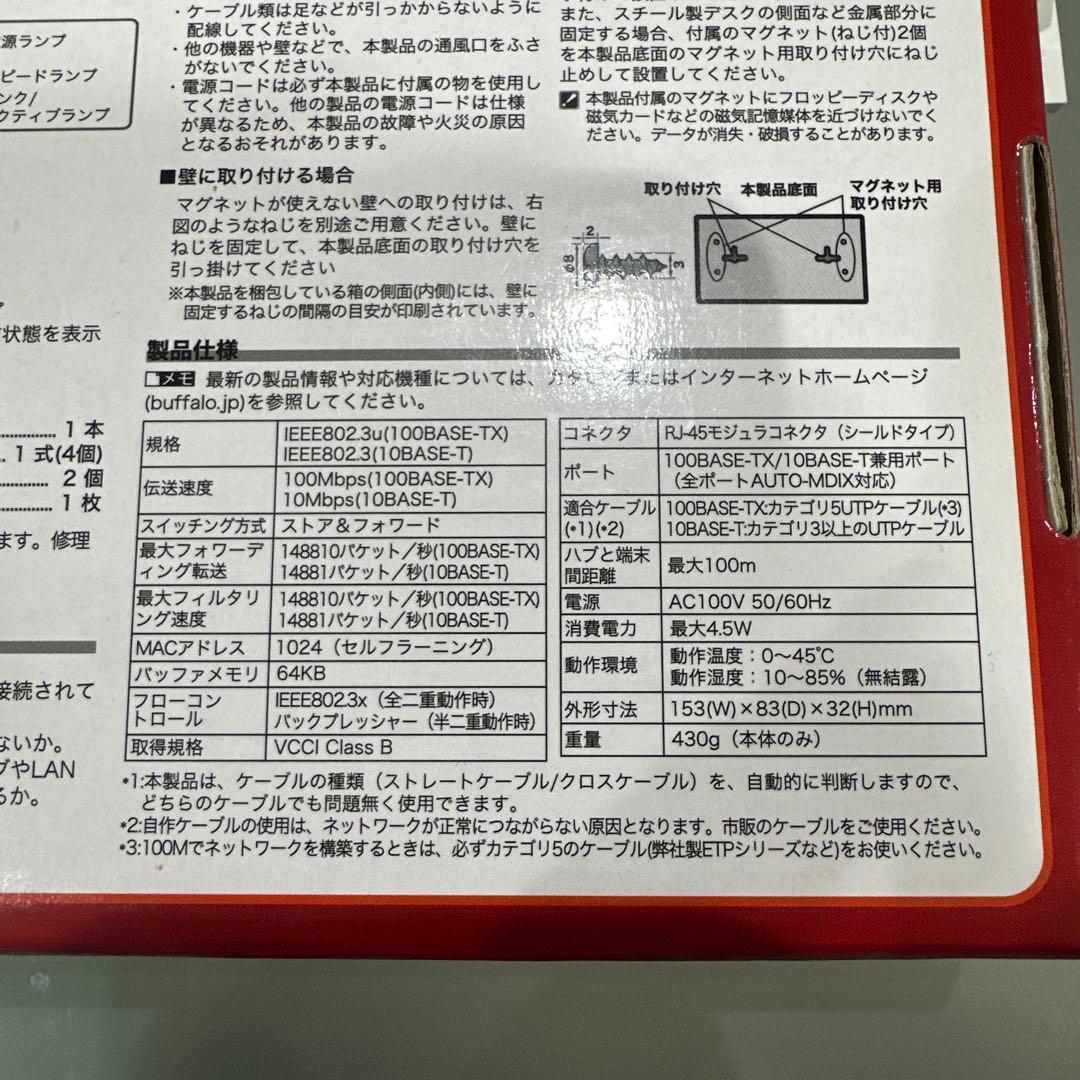 源ランプ
ピードランプ
ンク/
クティブランプ
状態を表示
1 本
1 式(4個)
2 個
1 枚
ます。修理
接続されて
ないか。
ブやLAN
るか。
・ケーブル類は足などが引っかからないように
配線してください。
・他の機器や壁などで、本製品の通風口をふさ
がないでください。
・電源コードは必ず本製品に付属の物を使用し
てください。他の製品の電源コードは仕様
が異なるため、本製品の故障や火災の原因
となるおそれがあります。
■壁に取り付ける場合
マグネットが使えない壁への取り付けは、右
図のようなねじを別途ご用意ください。壁に
ねじを固定して、本製品底面の取り付け穴を
引っ掛けてください
※本製品を梱包している箱の側面(内側)には、壁に
固定するねじの間隔の目安が印刷されています。
また、スチール製デスクの側面など金属部分に
固定する場合、付属のマグネット(ねじ付)2個
を本製品底面のマグネット用取り付け穴にねじ
止めして設置してください。
本製品付属のマグネットにフロッピーディスクや
磁気カードなどの磁気記憶媒体を近づけないでく
ださい。データが消失・破損することがあります。
取り付け穴 本製品底面 マグネット用
取り付け穴
2
ø8
3
製品仕様
メモ 最新の製品情報や対応機種については、カタ またはインターネットホームページ
(buffalo.jp)を参照してください。
規格 IEEE802.3u(100BASE-TX)
IEEE802.3(10BASE-T)
伝送速度 100Mbps(100BASE-TX)
10Mbps(10BASE-T)
スイッチング方式 ストア&フォワード
最大フォワーデ 148810パケット/秒(100BASE-TX)
ィング転送 14881パケット/秒(10BASE-T)
最大フィルタリ 148810パケット/秒(100BASE-TX)
ング速度 14881パケット/秒(10BASE-T)
MACアドレス 1024(セルフラーニング)
バッファメモリ 64KB
フローコン IEEE802.3x(全二重動作時)
トロール バックプレッシャー(半二重動作時)
取得規格 VCCI Class B
コネクタ RJ-45モジュラコネクタ(シールドタイプ)
ポート 100BASE-TX/10BASE-T兼用ポート
(全ポートAUTO-MDIX対応)
適合ケーブル 100BASE-TX:カテゴリ5UTPケーブル(*3)
(*1)(*2) 10BASE-T:カテゴリ3以上のUTPケーブル
ハブと端末 最大100m
間距離
電源 AC100V 50/60Hz
消費電力 最大4.5W
動作環境 動作温度:0〜45℃
動作湿度:10〜85%(無結露)
外形寸法 153(W)×83(D)×32(H)mm
重量 430g(本体のみ)
*1:本製品は、ケーブルの種類(ストレートケーブル/クロスケーブル)を、自動的に判断しますので、
どちらのケーブルでも問題無く使用できます。
*2:自作ケーブルの使用は、ネットワークが正常につながらない原因となります。市販のケーブルをご使用ください。
*3:100Mでネットワークを構築するときは、必ずカテゴリ5のケーブル(弊社製ETPシリーズなど)をお使いください。